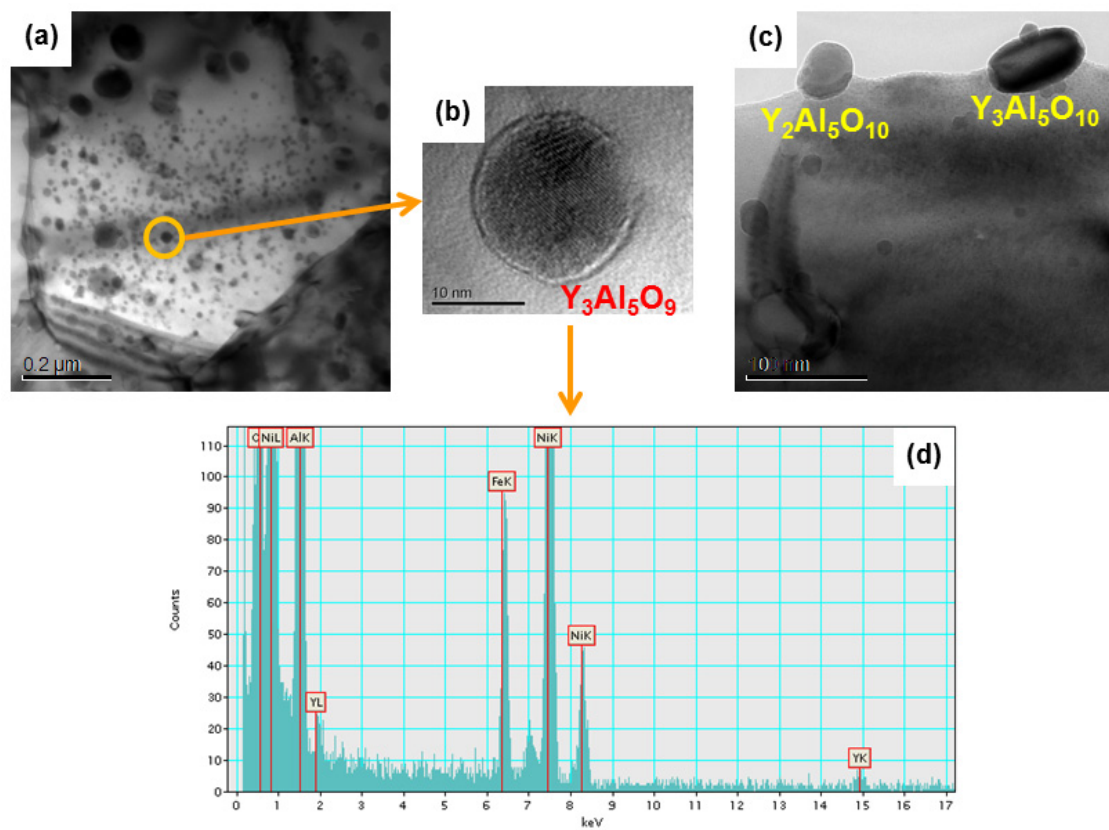 (a)
0.2 µm
(b)
10 nm
Y₃Al₅O₉
(c)
Y₂Al₅O₁₀
Y₃Al₅O₁₀
(d)
NiL
AlK
YL
FeK
NiK
NiK
YK
Counts
110
100
90
80
70
60
50
40
30
20
10
0
0 1 2 3 4 5 6 7 8 9 10 11 12 13 14 15 16 17
keV